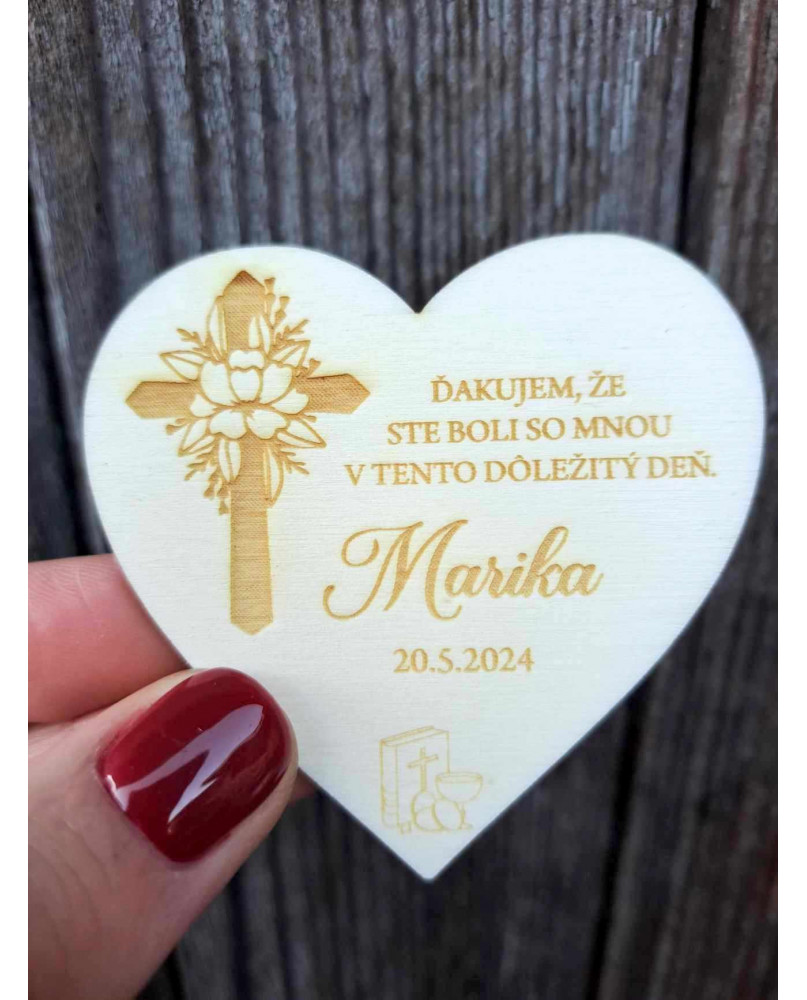 ĎAKUJEM, ŽE
STE BOLI SO MNOU
V TENTO DÔLEŽITÝ DEŇ.
Marika
20.5.2024